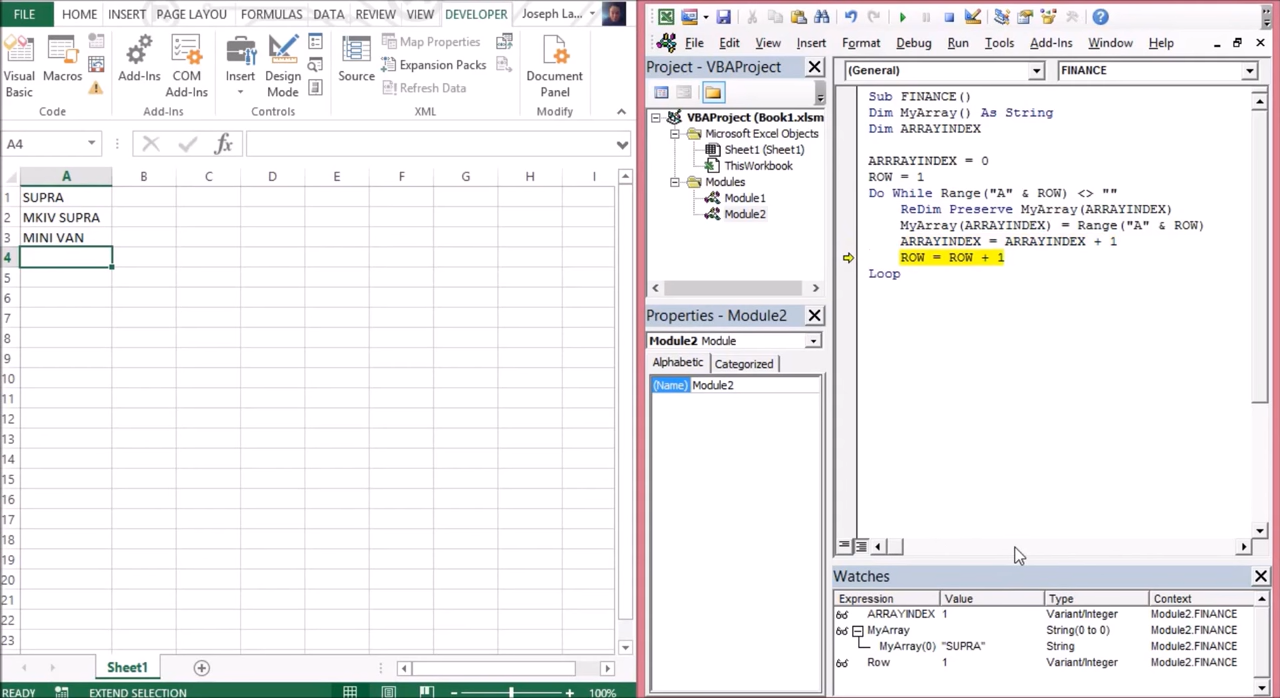 FILE HOME INSERT PAGE LAYOUT FORMULAS DATA REVIEW VIEW DEVELOPER Joseph La...
Visual Basic
Macros
Add-Ins
COM Add-Ins
Insert
Design Mode
Source
Map Properties
Expansion Packs
Refresh Data
Document Panel
Code Add-Ins Controls XML Modify
A4 fx
A B C D E F G H I
1 SUPRA
2 MKIV SUPRA
3 MINI VAN
4
5
6
7
8
9
10
11
12
13
14
15
16
17
18
19
20
21
22
23
Sheet1
READY EXTEND SELECTION 100%
File Edit View Insert Format Debug Run Tools Add-Ins Window Help
Project - VBAProject
VBAProject (Book1.xlsm
Microsoft Excel Objects
Sheet1 (Sheet1)
ThisWorkbook
Modules
Module1
Module2
Properties - Module2
Module2 Module
Alphabetic Categorized
(Name) Module2
(General) FINANCE
Sub FINANCE()
Dim MyArray() As String
Dim ARRAYINDEX
ARRRAYINDEX = 0
ROW = 1
Do While Range("A" & ROW) <> ""
ReDim Preserve MyArray(ARRAYINDEX)
MyArray(ARRAYINDEX) = Range("A" & ROW)
ARRAYINDEX = ARRAYINDEX + 1
ROW = ROW + 1
Loop
Watches
Expression Value Type Context
ARRAYINDEX 1 Variant/Integer Module2.FINANCE
MyArray String(0 to 0) Module2.FINANCE
MyArray(0) "SUPRA" String Module2.FINANCE
Row 1 Variant/Integer Module2.FINANCE